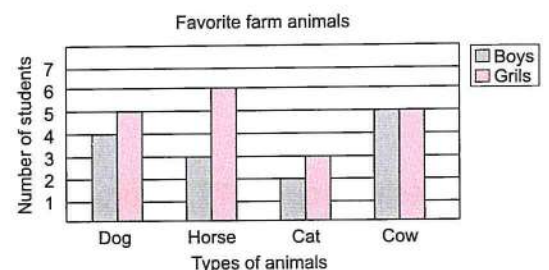 Favorite farm animals
Boys
Grils
Number of students
7
6
5
4
3
2
1
Dog Horse Cat Cow
Types of animals